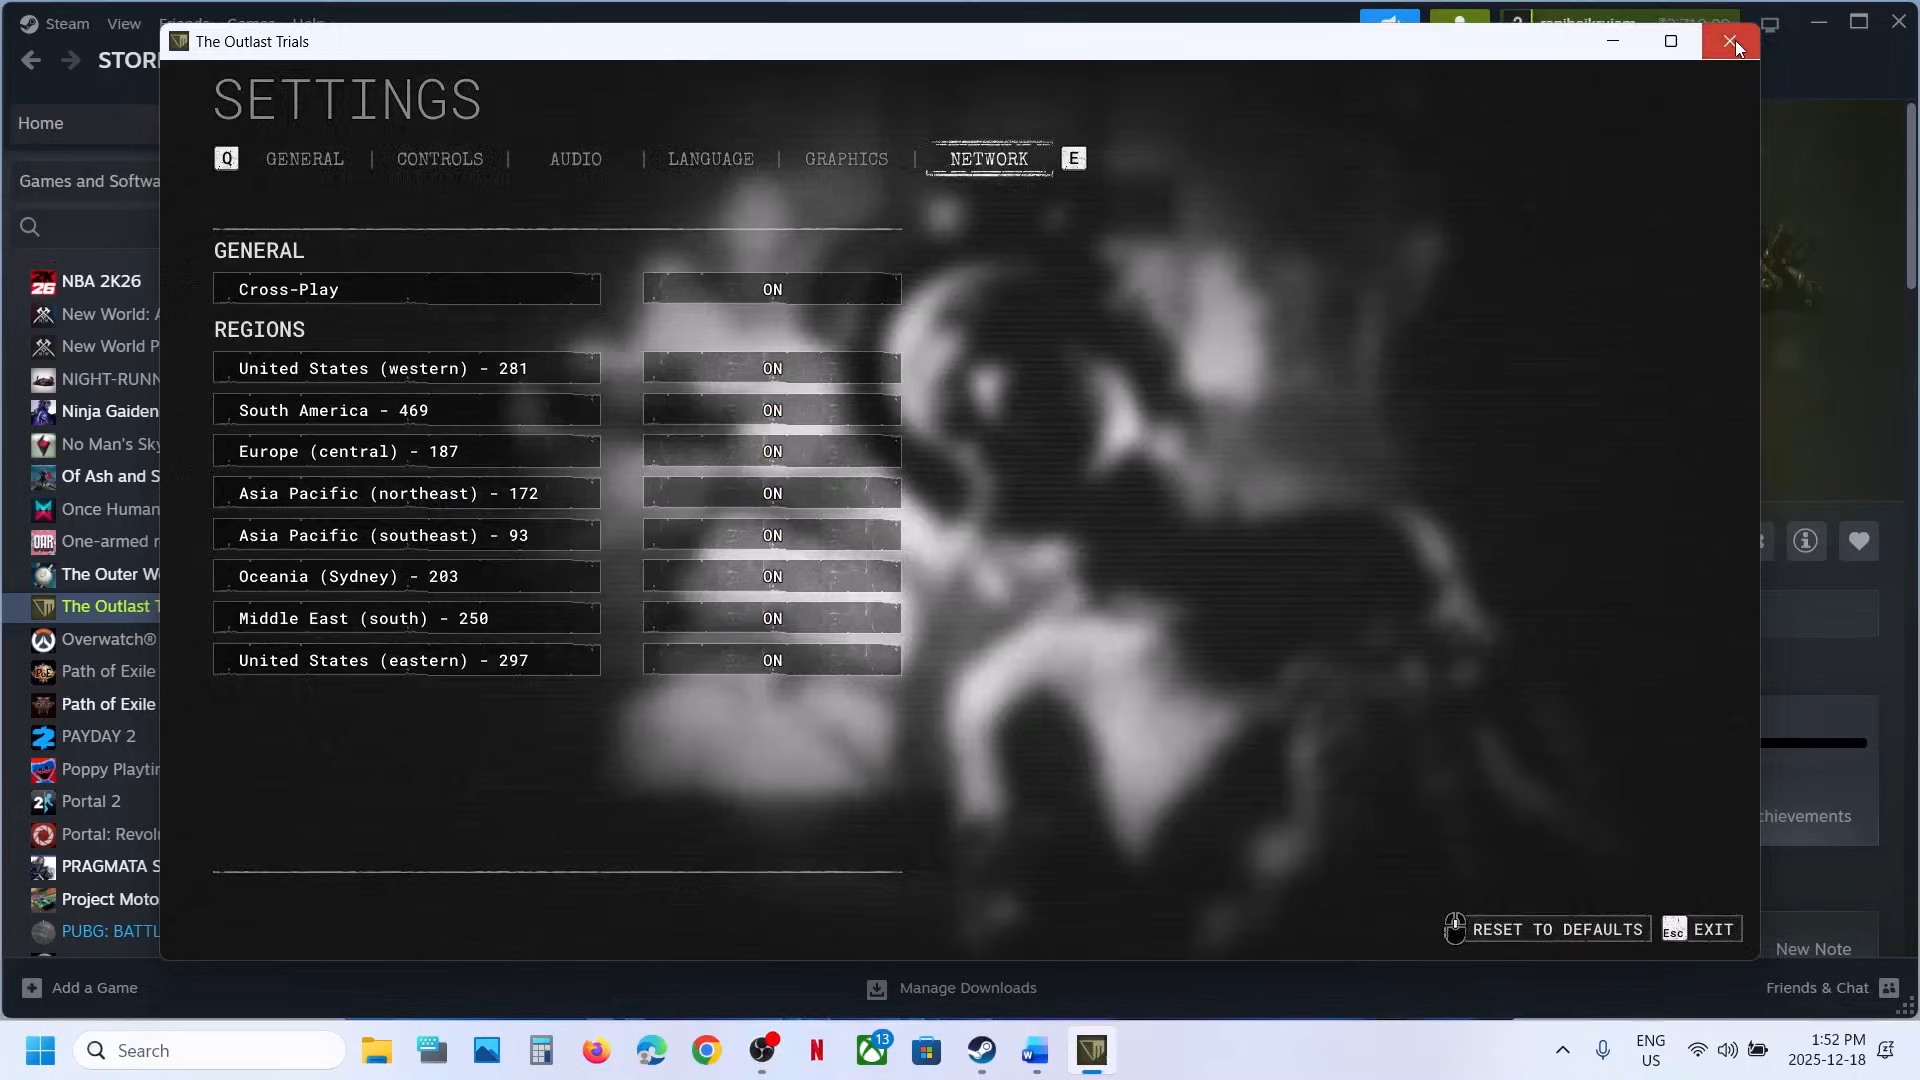 Steam View Friends Games Help
The Outlast Trials
STOR
Home
Games and Softwa
NBA 2K26
New World: A
New World P
NIGHT-RUNN
Ninja Gaiden
No Man's Sky
Of Ash and S
Once Human
One-armed r
The Outer W
The Outlast T
Overwatch®
Path of Exile
Path of Exile
PAYDAY 2
Poppy Playtin
Portal 2
Portal: Revol
PRAGMATA S
Project Moto
PUBG: BATTL
SETTINGS
Q GENERAL | CONTROLS | AUDIO | LANGUAGE | GRAPHICS | NETWORK E
GENERAL
Cross-Play ON
REGIONS
United States (western) - 281 ON
South America - 469 ON
Europe (central) - 187 ON
Asia Pacific (northeast) - 172 ON
Asia Pacific (southeast) - 93 ON
Oceania (Sydney) - 203 ON
Middle East (south) - 250 ON
United States (eastern) - 297 ON
RESET TO DEFAULTS Esc EXIT
chievements
New Note
Add a Game
Manage Downloads
Friends & Chat
Search
13
ENG
US
1:52 PM
2025-12-18